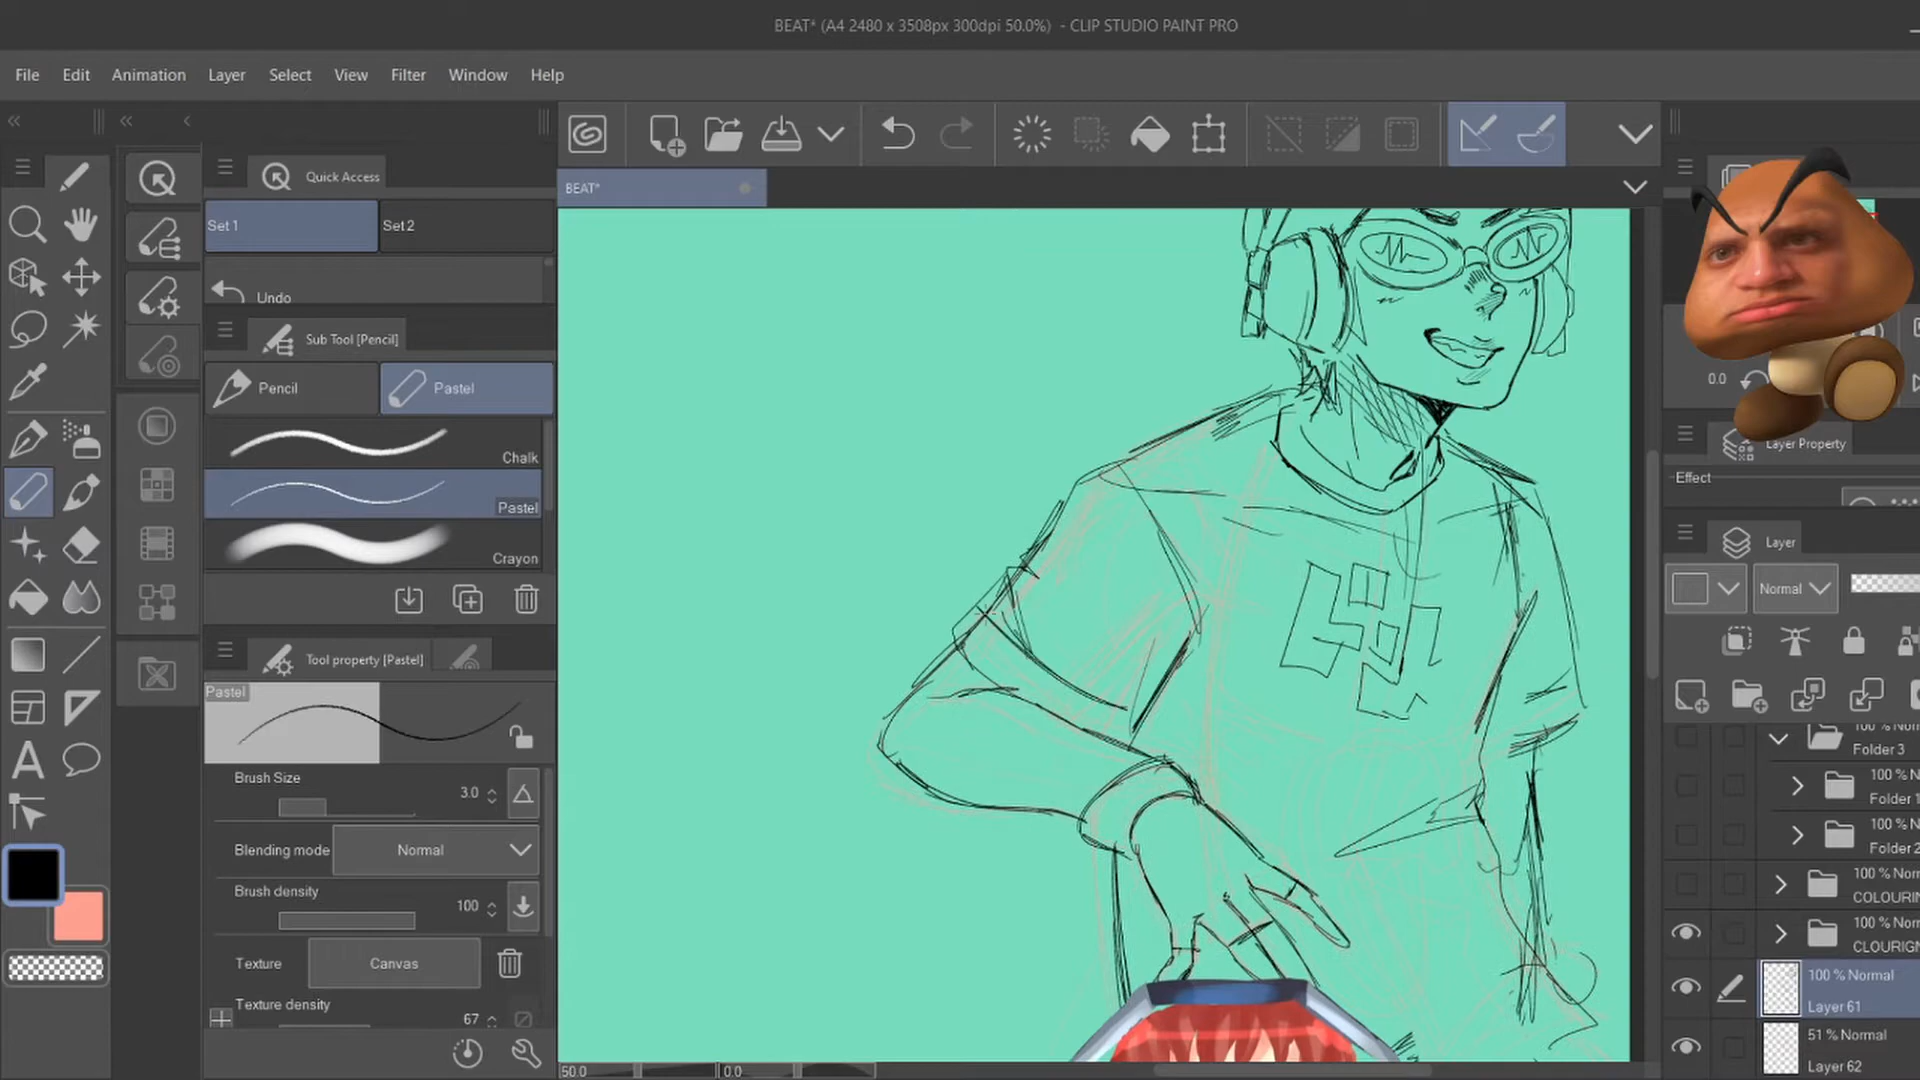 BEAT* (A4 2480 x 3508px 300dpi 50.0%) - CLIP STUDIO PAINT PRO
File Edit Animation Layer Select View Filter Window Help
Quick Access
BEAT*
Set 1 Set 2
Undo
Sub Tool [Pencil]
Pencil Pastel
0.0
Chalk
Layer Property
Effect
Pastel
Layer
Crayon
Normal
Tool property [Pastel]
Pastel
Folder 3
Brush Size 3.0
100 % N
Folder 1
Blending mode Normal
100 % N
Folder 2
Brush density 100
100 % Norr
COLOURIN
100 % Norr
CLOURIGN
Texture Canvas
100 % Normal
Layer 61
Texture density 67
51 % Normal
Layer 62
50.0 0.0